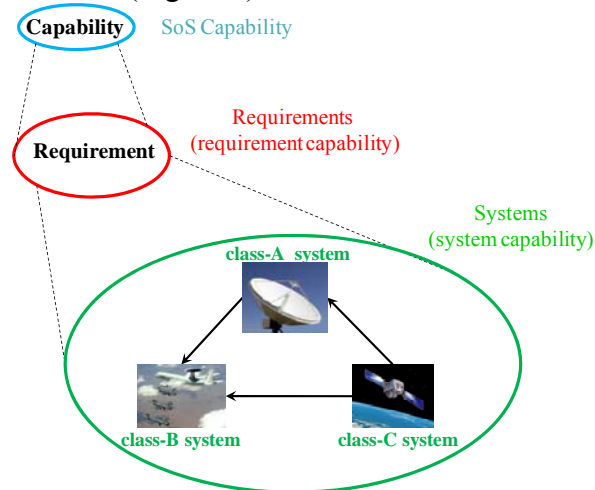 Capability
SoS Capability
Requirements
(requirement capability)
Requirement
Systems
(system capability)
class-A system
class-B system
class-C system